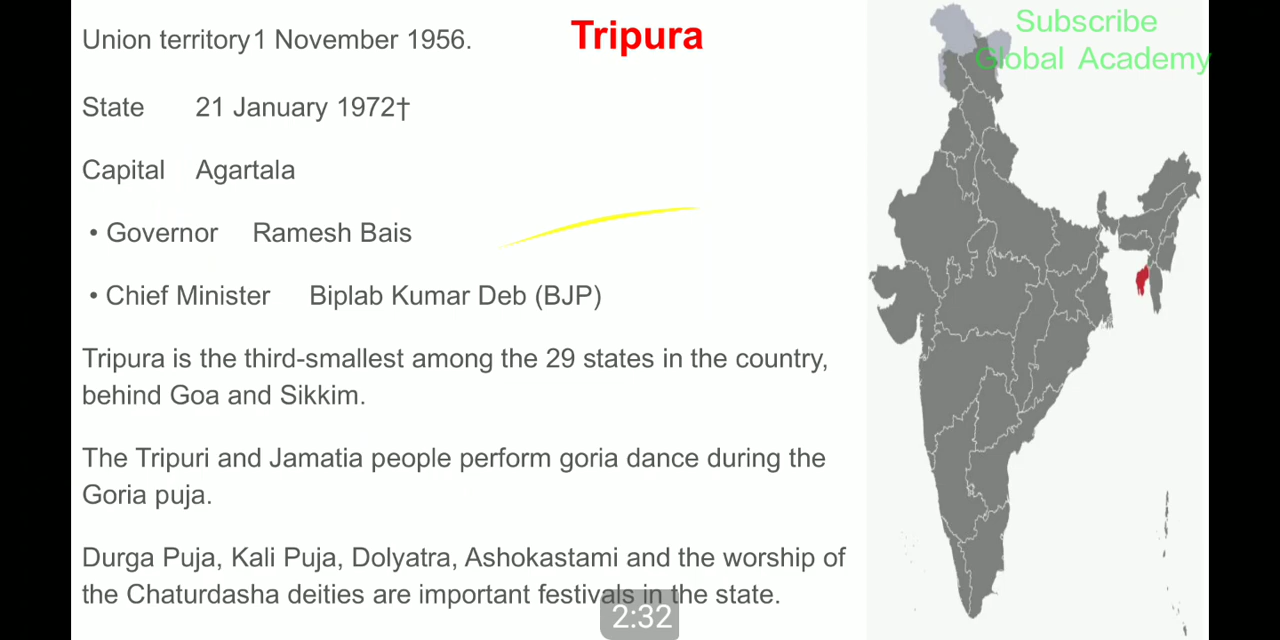 Union territory 1 November 1956.
Tripura
Subscribe
Global Academy
State 21 January 1972†
Capital Agartala
• Governor Ramesh Bais
• Chief Minister Biplab Kumar Deb (BJP)
Tripura is the third-smallest among the 29 states in the country,
behind Goa and Sikkim.
The Tripuri and Jamatia people perform goria dance during the
Goria puja.
Durga Puja, Kali Puja, Dolyatra, Ashokastami and the worship of
the Chaturdasha deities are important festivals in the state.
2:32